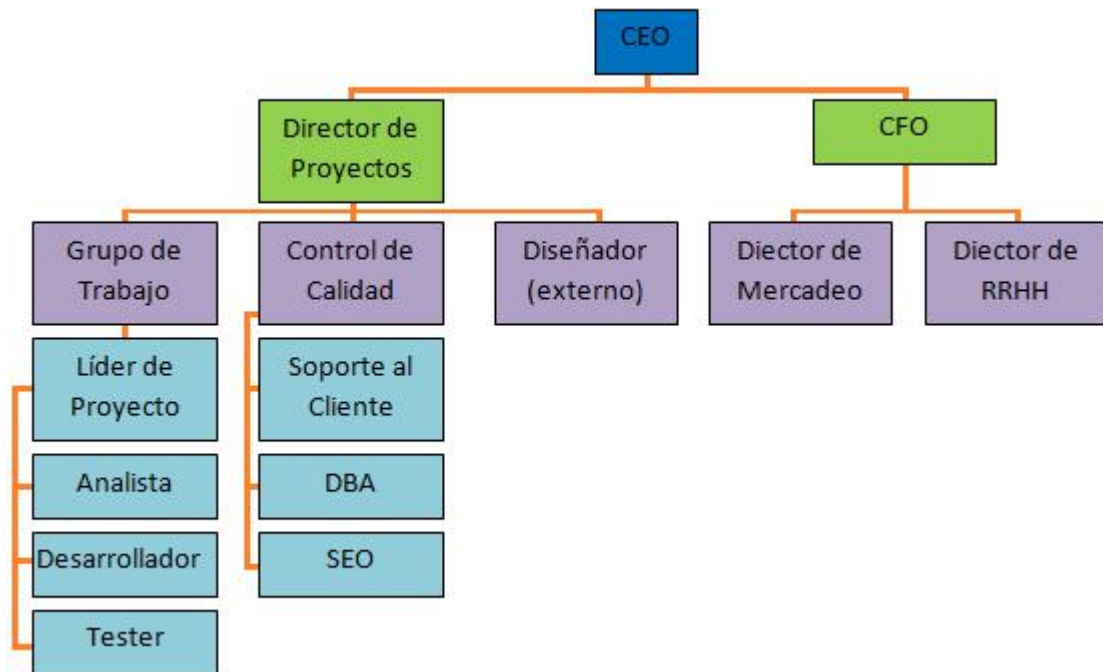 CEO
Director de
Proyectos
CFO
Grupo de
Trabajo
Control de
Calidad
Diseñador
(externo)
Diector de
Mercadeo
Diector de
RRHH
Líder de
Proyecto
Soporte al
Cliente
Analista
DBA
Desarrollador
SEO
Tester